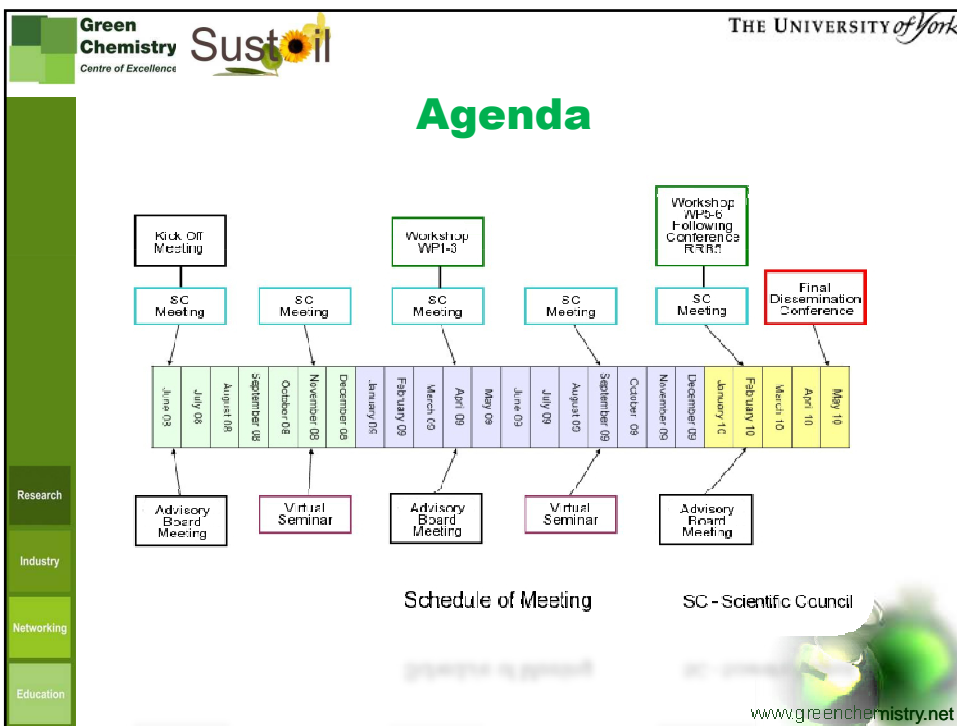 Green
Chemistry
Centre of Excellence
Sustoil
THE UNIVERSITY of York
Agenda
Kick Off
Meeting
Workshop
WP1-3
Workshop
WP5-6
Following
Conference
RRB5
SC
Meeting
SC
Meeting
SC
Meeting
SC
Meeting
SC
Meeting
Final
Dissemination
Conference
June 08
July 08
August 08
September 08
October 08
November 08
December 08
January 09
February 09
March 09
April 09
May 09
June 09
July 09
August 09
September 09
October 09
November 09
December 09
January 10
February 10
March 10
April 10
May 10
Advisory
Board
Meeting
Virtual
Seminar
Advisory
Board
Meeting
Virtual
Seminar
Advisory
Board
Meeting
Research
Industry
Networking
Education
Schedule of Meeting
SC - Scientific Council
www.greenchemistry.net